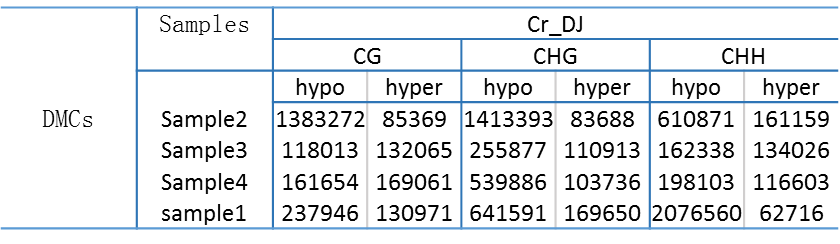 Samples Cr_DJ
CG CHG CHH
hypo hyper hypo hyper hypo hyper
DMCs Sample2 1383272 85369 1413393 83688 610871 161159
Sample3 118013 132065 255877 110913 162338 134026
Sample4 161654 169061 539886 103736 198103 116603
sample1 237946 130971 641591 169650 2076560 62716